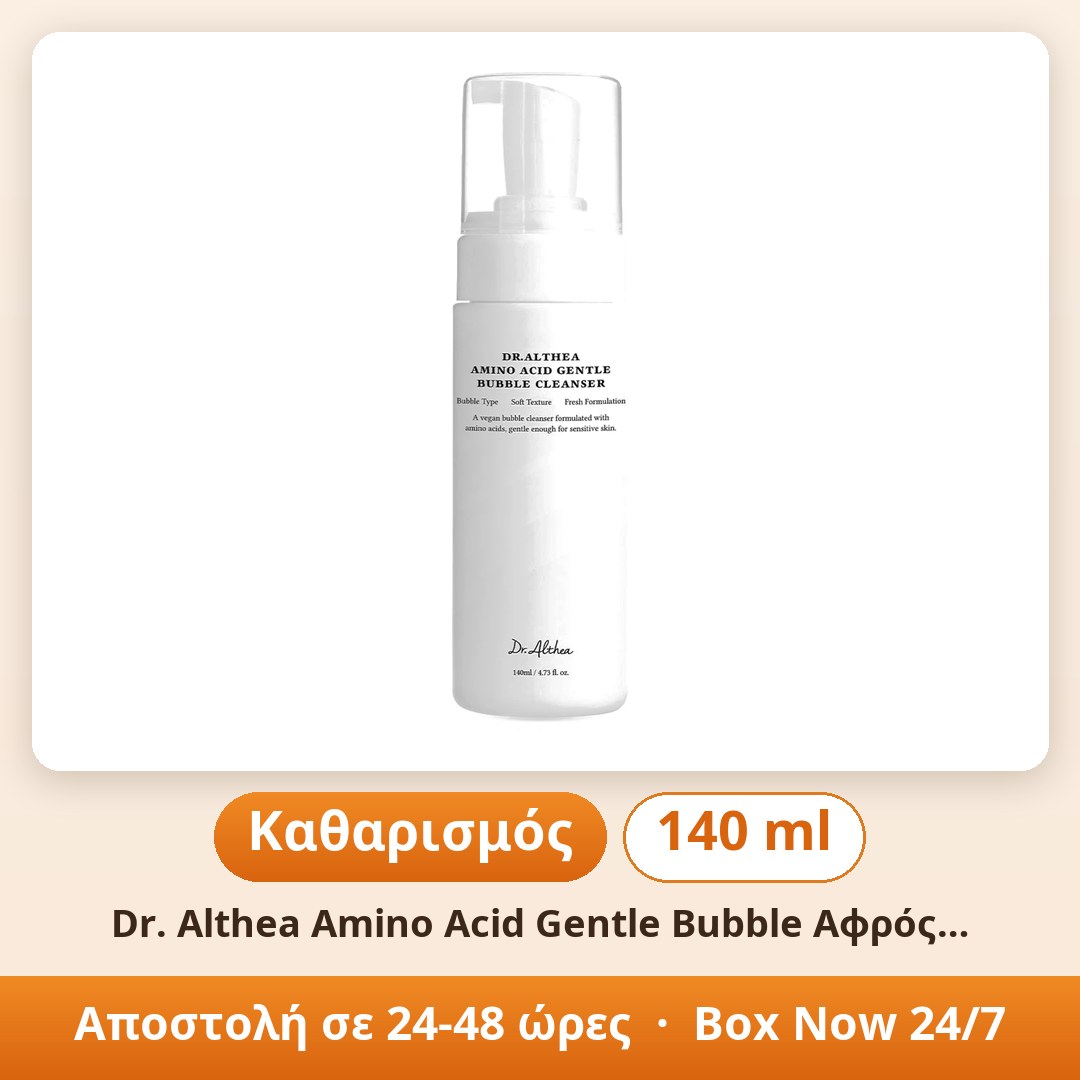 DR.ALTHEA
AMINO ACID GENTLE
BUBBLE CLEANSER
Bubble Type Soft Texture Fresh Formulation
A vegan bubble cleanser formulated with
amino acids, gentle enough for sensitive skin.
Dr. Althea
140ml / 4.73 fl. oz.
Καθαρισμός 140 ml
Dr. Althea Amino Acid Gentle Bubble Αφρός...
Αποστολή σε 24-48 ώρες · Box Now 24/7